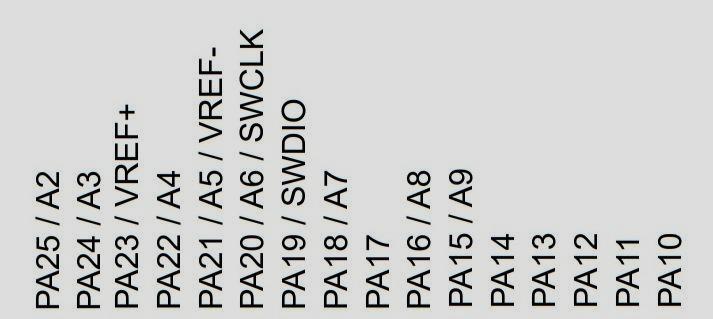 PA25 / A2
PA24 / A3
PA23 / VREF+
PA22 / A4
PA21 / A5 / VREF-
PA20 / A6 / SWCLK
PA19 / SWDIO
PA18 / A7
PA17
PA16 / A8
PA15 / A9
PA14
PA13
PA12
PA11
PA10